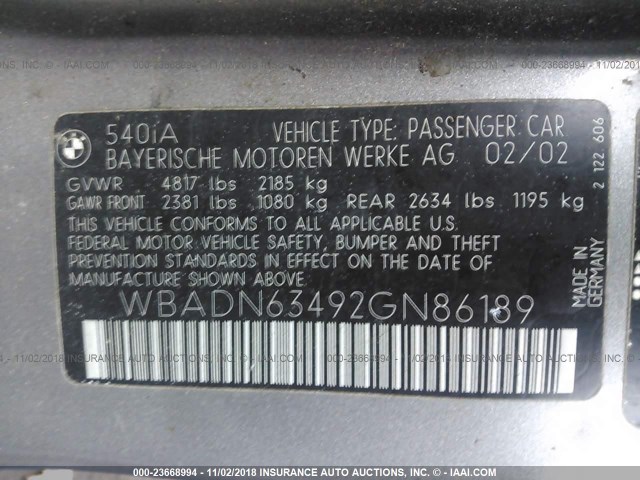 540iA VEHICLE TYPE: PASSENGER CAR
BAYERISCHE MOTOREN WERKE AG 02/02
GVWR 4817 lbs 2185 kg
GAWR FRONT 2381 lbs 1080 kg REAR 2634 lbs 1195 kg
THIS VEHICLE CONFORMS TO ALL APPLICABLE U.S.
FEDERAL MOTOR VEHICLE SAFETY, BUMPER AND THEFT
PREVENTION STANDARDS IN EFFECT ON THE DATE
OF MANUFACTURE SHOWN ABOVE.
WBADN63492GN86189
2 122 606
MADE IN
GERMANY
000-23668994 - 11/02/2018 INSURANCE AUTO AUCTIONS, INC. - © - IAAI.COM